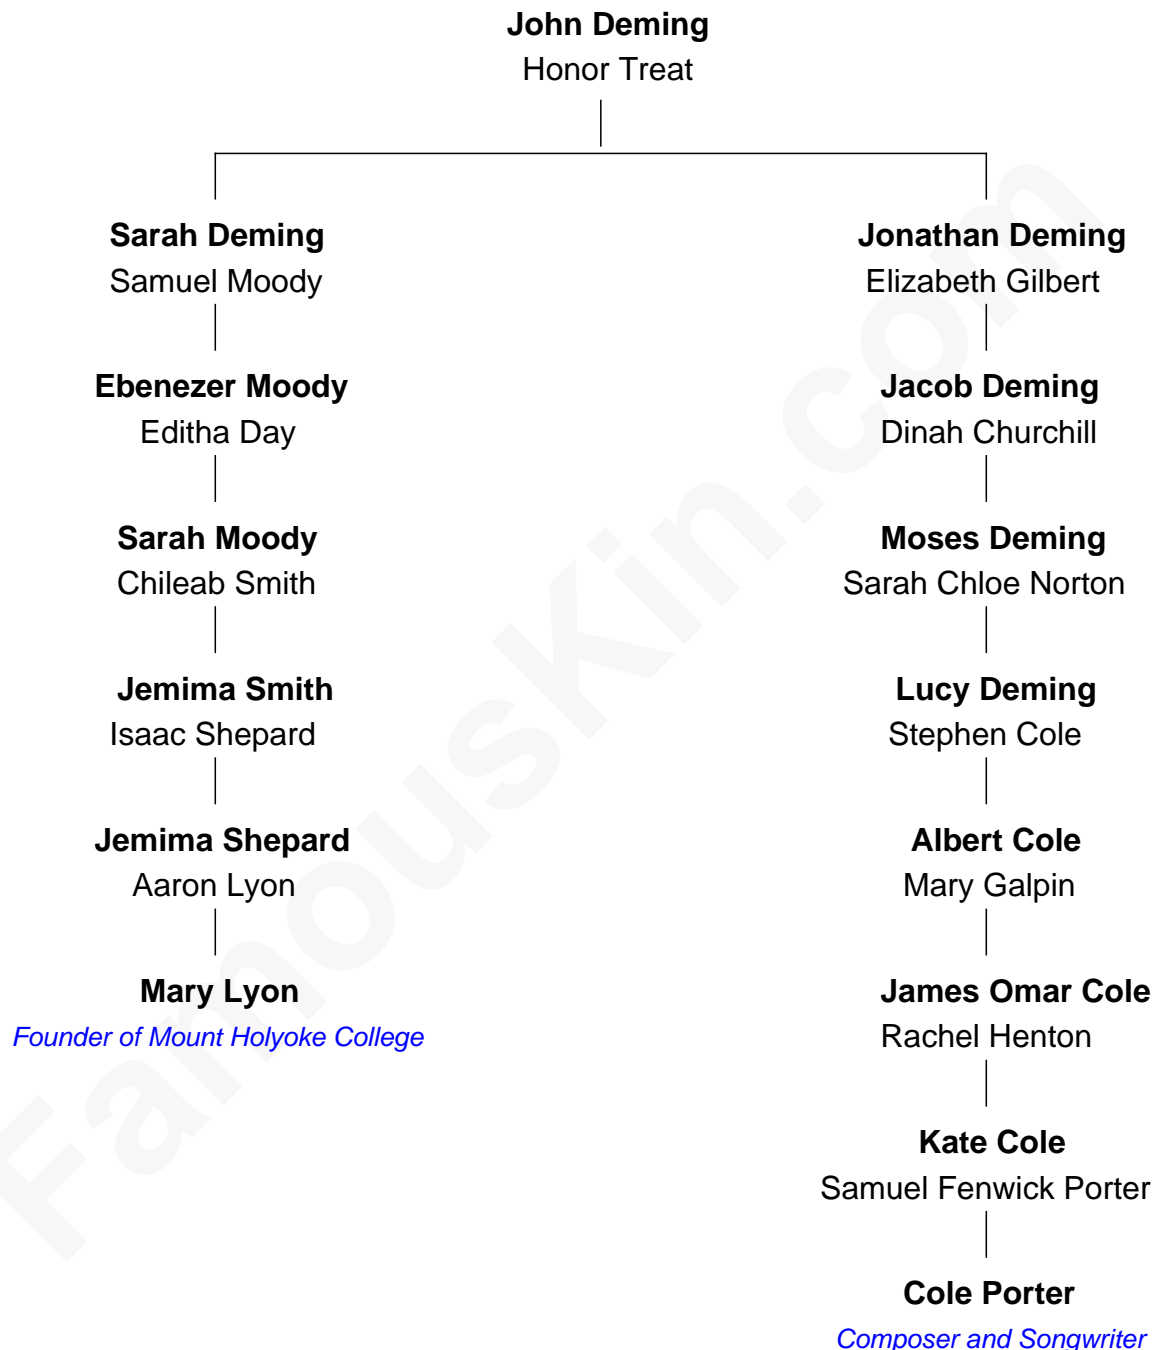 John Deming
Honor Treat
Sarah Deming
Samuel Moody
Ebenezer Moody
Editha Day
Sarah Moody
Chileab Smith
Jemima Smith
Isaac Shepard
Jemima Shepard
Aaron Lyon
Mary Lyon
Founder of Mount Holyoke College
Jonathan Deming
Elizabeth Gilbert
Jacob Deming
Dinah Churchill
Moses Deming
Sarah Chloe Norton
Lucy Deming
Stephen Cole
Albert Cole
Mary Galpin
James Omar Cole
Rachel Henton
Kate Cole
Samuel Fenwick Porter
Cole Porter
Composer and Songwriter
FamousKin.com